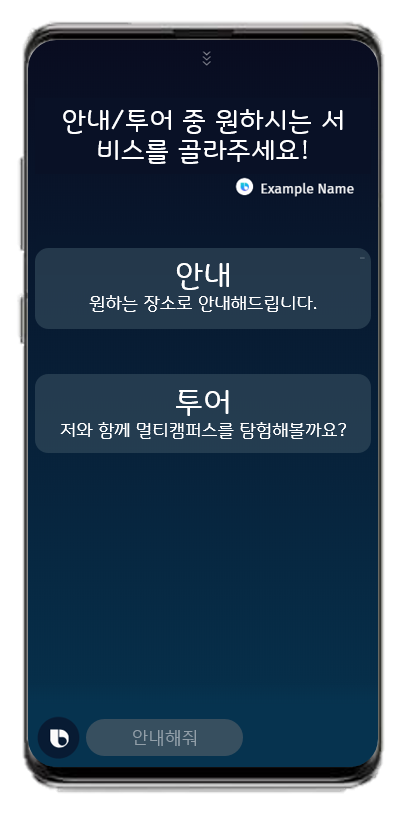 안내/투어 중 원하시는 서
비스를 골라주세요!
Example Name
안내
원하는 장소로 안내해드립니다.
투어
저와 함께 멀티캠퍼스를 탐험해볼까요?
안내해줘